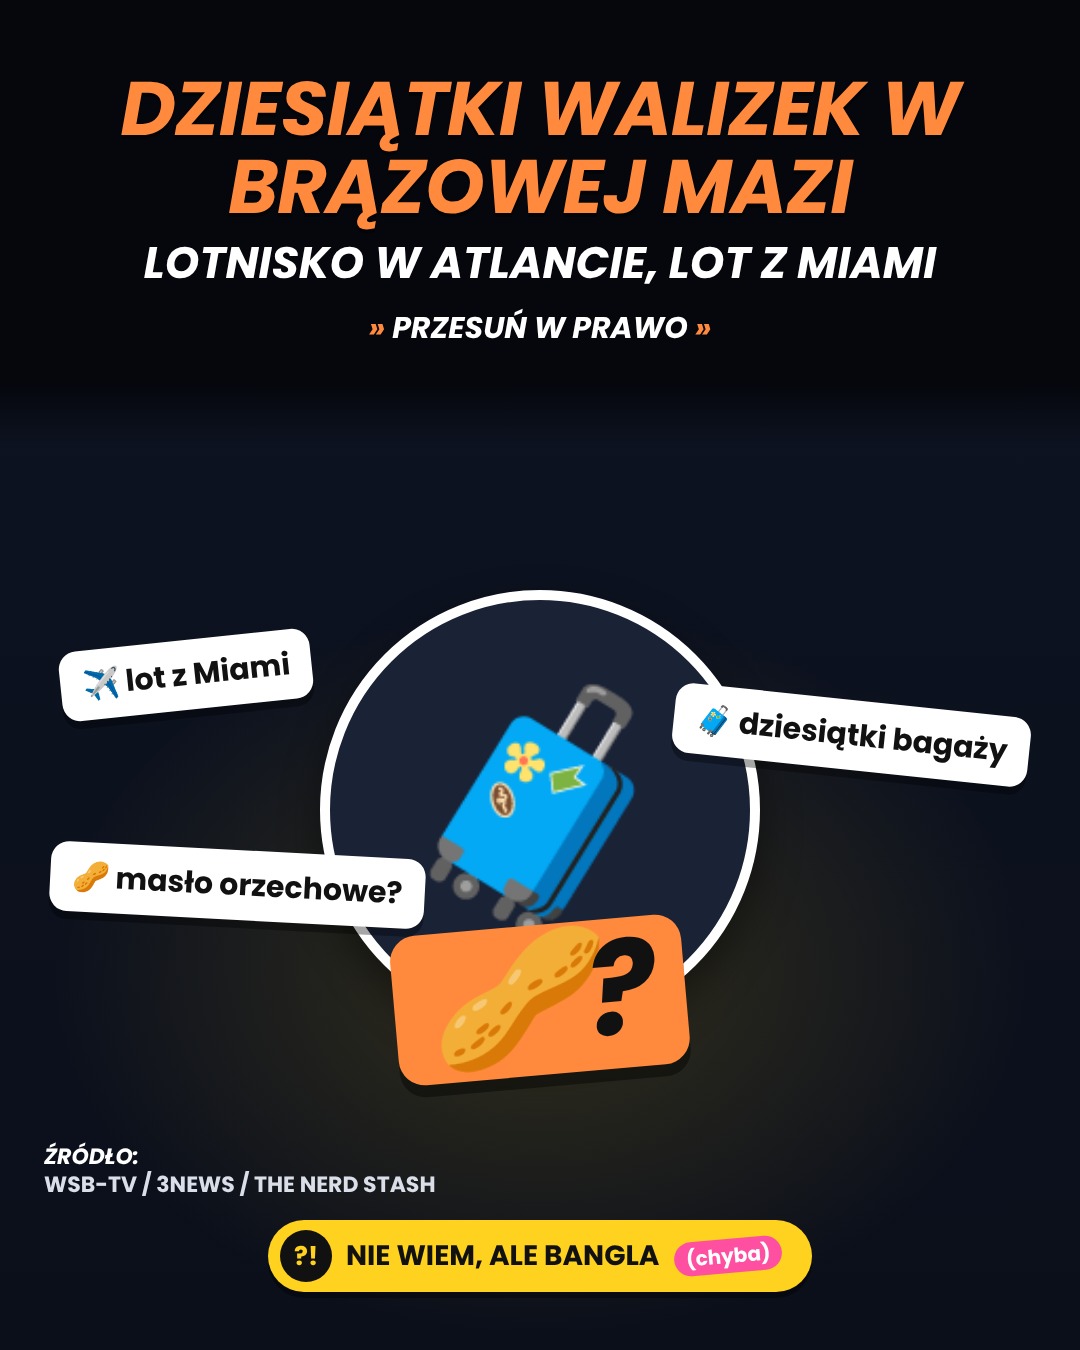 DZIESIĄTKI WALIZEK W
BRĄZOWEJ MAZI
LOTNISKO W ATLANCIE, LOT Z MIAMI
» PRZESUŃ W PRAWO »
lot z Miami
dziesiątki bagaży
masło orzechowe?
?
ŹRÓDŁO:
WSB-TV / 3NEWS / THE NERD STASH
?! NIE WIEM, ALE BANGLA (chyba)